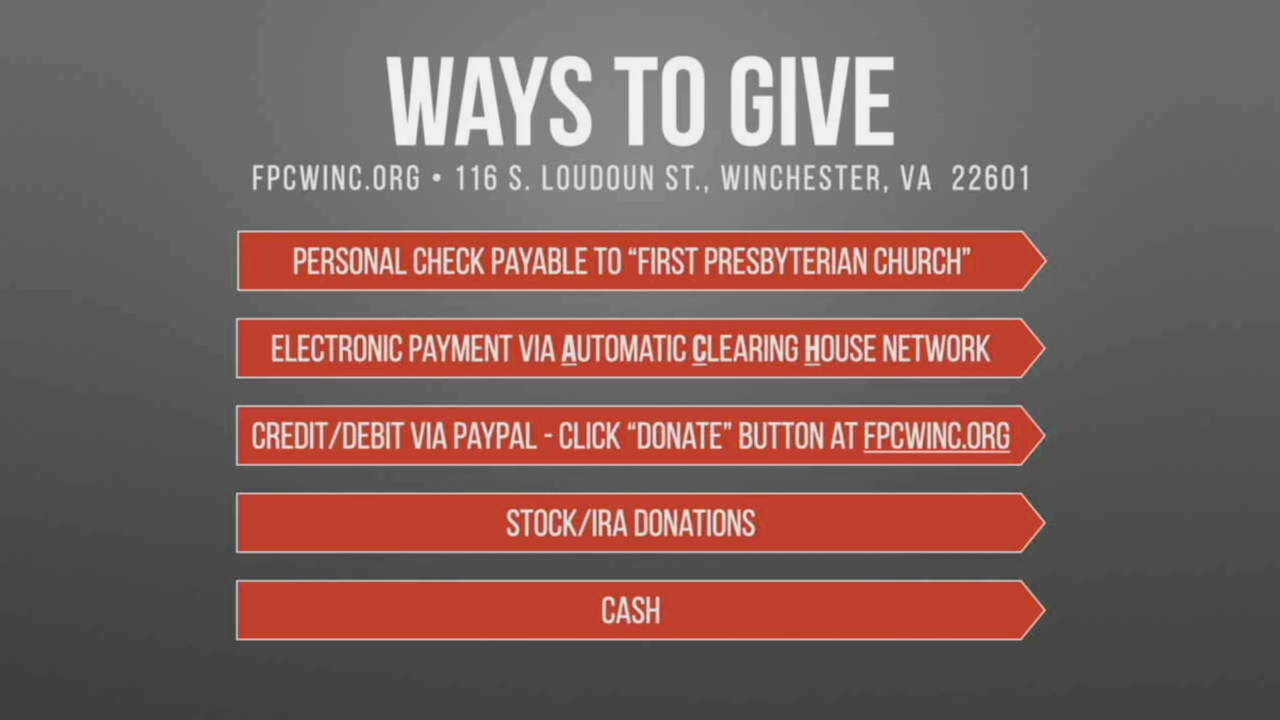 WAYS TO GIVE
FPCWINC.ORG • 116 S. LOUDOUN ST., WINCHESTER, VA 22601
PERSONAL CHECK PAYABLE TO “FIRST PRESBYTERIAN CHURCH”
ELECTRONIC PAYMENT VIA AUTOMATIC CLEARING HOUSE NETWORK
CREDIT/DEBIT VIA PAYPAL - CLICK “DONATE” BUTTON AT FPCWINC.ORG
STOCK/IRA DONATIONS
CASH